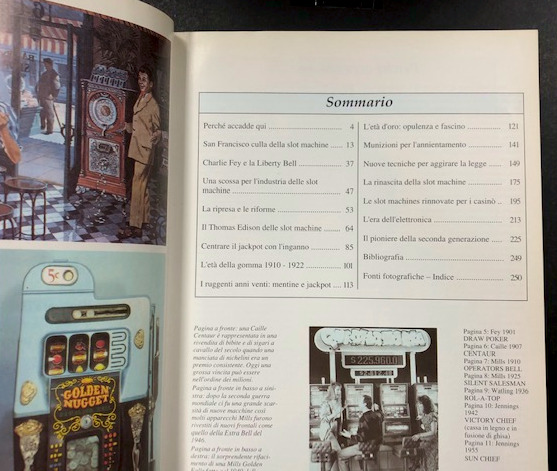 Sommario
Perché accadde qui ................ 4
San Francisco culla della slot machine ..... 13
Charlie Fey e la Liberty Bell ................ 37
Una scossa per l'industria delle slot
machine ................ 47
La ripresa e le riforme ................ 53
Il Thomas Edison delle slot machine ....... 64
Centrare il jackpot con l'inganno .......... 85
L'età della gomma 1910 - 1922 .............. 101
I ruggenti anni venti: mentine e jackpot .... 113
L'età d'oro: opulenza e fascino .............. 121
Munizioni per l'annientamento ........... 141
Nuove tecniche per aggirare la legge ....... 149
La rinascita della slot machine ............. 175
Le slot machines rinnovate per i casinò .. 195
L'era dell'elettronica ................ 213
Il pioniere della seconda generazione ..... 225
Bibliografia ................ 249
Fonti fotografiche – Indice ................ 250
Pagina a fronte: una Caille
Centaur è rappresentata in una
rivendita di bibite e di sigari a
cavallo del secolo quando una
manciata di nichelini era un
premio consistente. Oggi una
grossa vincita può essere
nell'ordine dei milioni.
Pagina a fronte in basso a sini-
stra: dopo la seconda guerra
mondiale ci fu una grande scar-
sità di nuove macchine così
molti apparecchi Mills furono
rivestiti di nuovi frontali come
quello della Extra Bell del
1946.
Pagina a fronte in basso a
destra: il sorprendente rifaci-
mento di una Mills Golden
$ 225,960.0
Pagina 5: Fey 1901
DRAW POKER
Pagina 6: Caille 1907
CENTAUR
Pagina 7: Mills 1910
OPERATORS BELL
Pagina 8: Mills 1925
SILENT SALESMAN
Pagina 9: Watling 1936
ROL-A-TOP
Pagina 10: Jennings
1942
VICTORY CHIEF
(cassa in legno e in
fusione di ghisa)
Pagina 11: Jennings
1955
SUN CHIEF
5¢
GOLDEN
NUGGET